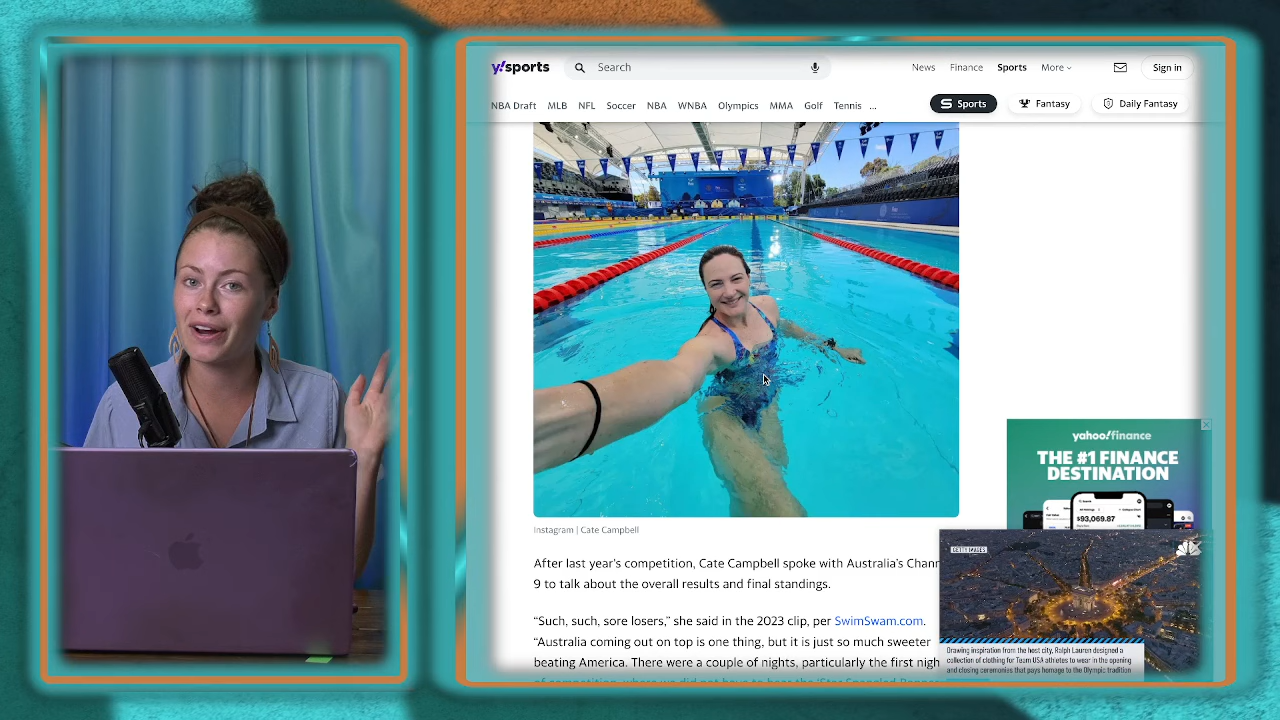 y!sports
Search
News Finance Sports More
Sign in
NBA Draft MLB NFL Soccer NBA WNBA Olympics MMA Golf Tennis ...
Sports
Fantasy
Daily Fantasy
Instagram | Cate Campbell
After last year’s competition, Cate Campbell spoke with Australia’s Chann
9 to talk about the overall results and final standings.
“Such, such, sore losers,” she said in the 2023 clip, per SwimSwam.com.
“Australia coming out on top is one thing, but it is just so much sweeter
beating America. There were a couple of nights, particularly the first nigh
yahoo!finance
THE #1 FINANCE
DESTINATION
$93,069.87
GETTY IMAGES
Drawing inspiration from the host city, Ralph Lauren designed a
collection of clothing for Team USA athletes to wear in the opening
and closing ceremonies that pays homage to the Olympic tradition